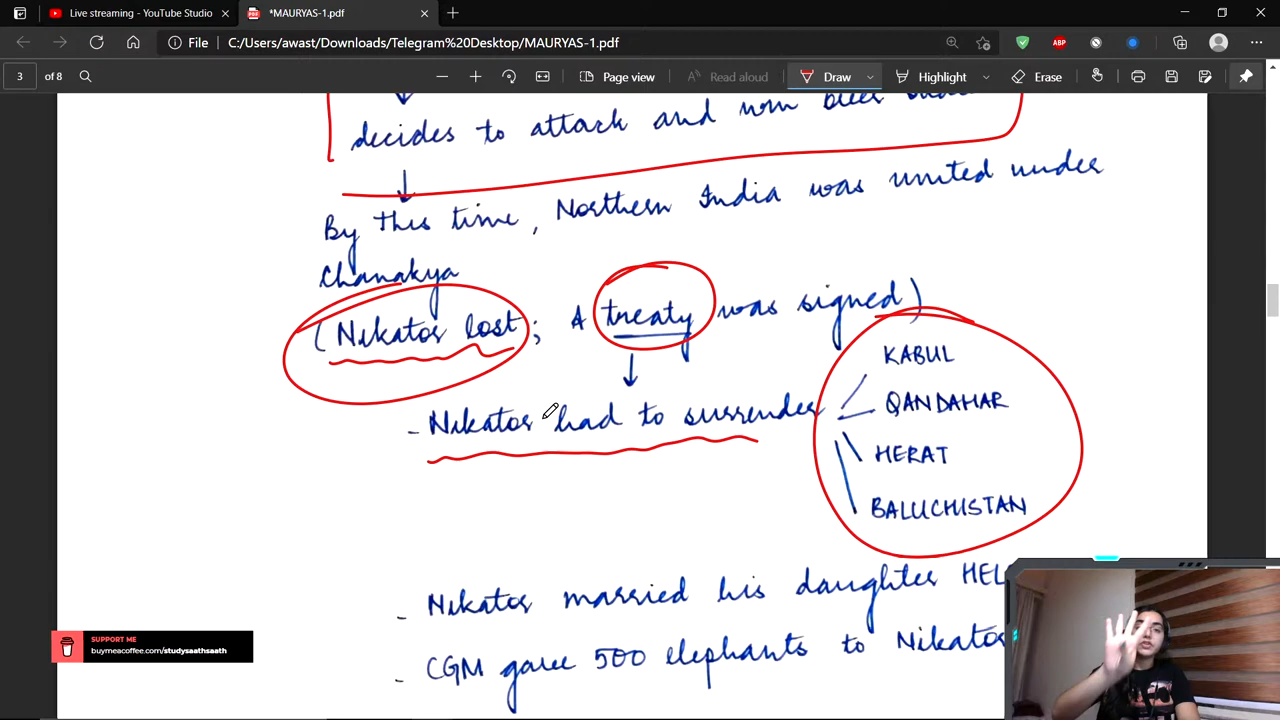 Live streaming - YouTube Studio
*MAURYAS-1.pdf
File
C:/Users/awast/Downloads/Telegram%20Desktop/MAURYAS-1.pdf
ABP
3 of 8
Page view
Read aloud
Draw
Highlight
Erase
decides to attack and
By this time, Northern India was united under
Chanakya
(Nikator lost; A treaty was signed)
KABUL
- Nikator had to surrender
QANDAHAR
HERAT
BALUCHISTAN
- Nikator married his daughter HEL
- CGM gave 500 elephants to Nikator
SUPPORT ME
buymeacoffee.com/studysaathsaath